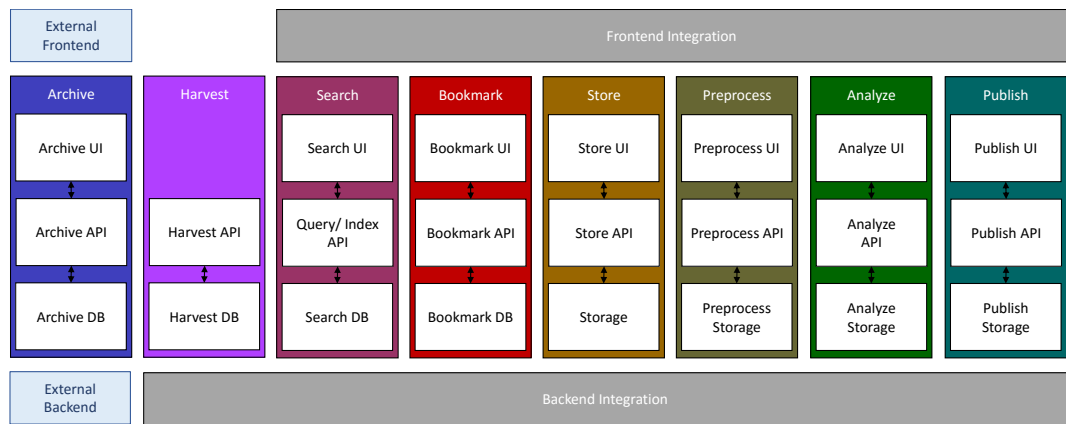 External
Frontend
Frontend Integration
Archive
Harvest
Search
Bookmark
Store
Preprocess
Analyze
Publish
Archive UI
Search UI
Bookmark UI
Store UI
Preprocess UI
Analyze UI
Publish UI
Archive API
Harvest API
Query/ Index
API
Bookmark API
Store API
Preprocess API
Analyze
API
Publish API
Archive DB
Harvest DB
Search DB
Bookmark DB
Storage
Preprocess
Storage
Analyze
Storage
Publish
Storage
External
Backend
Backend Integration